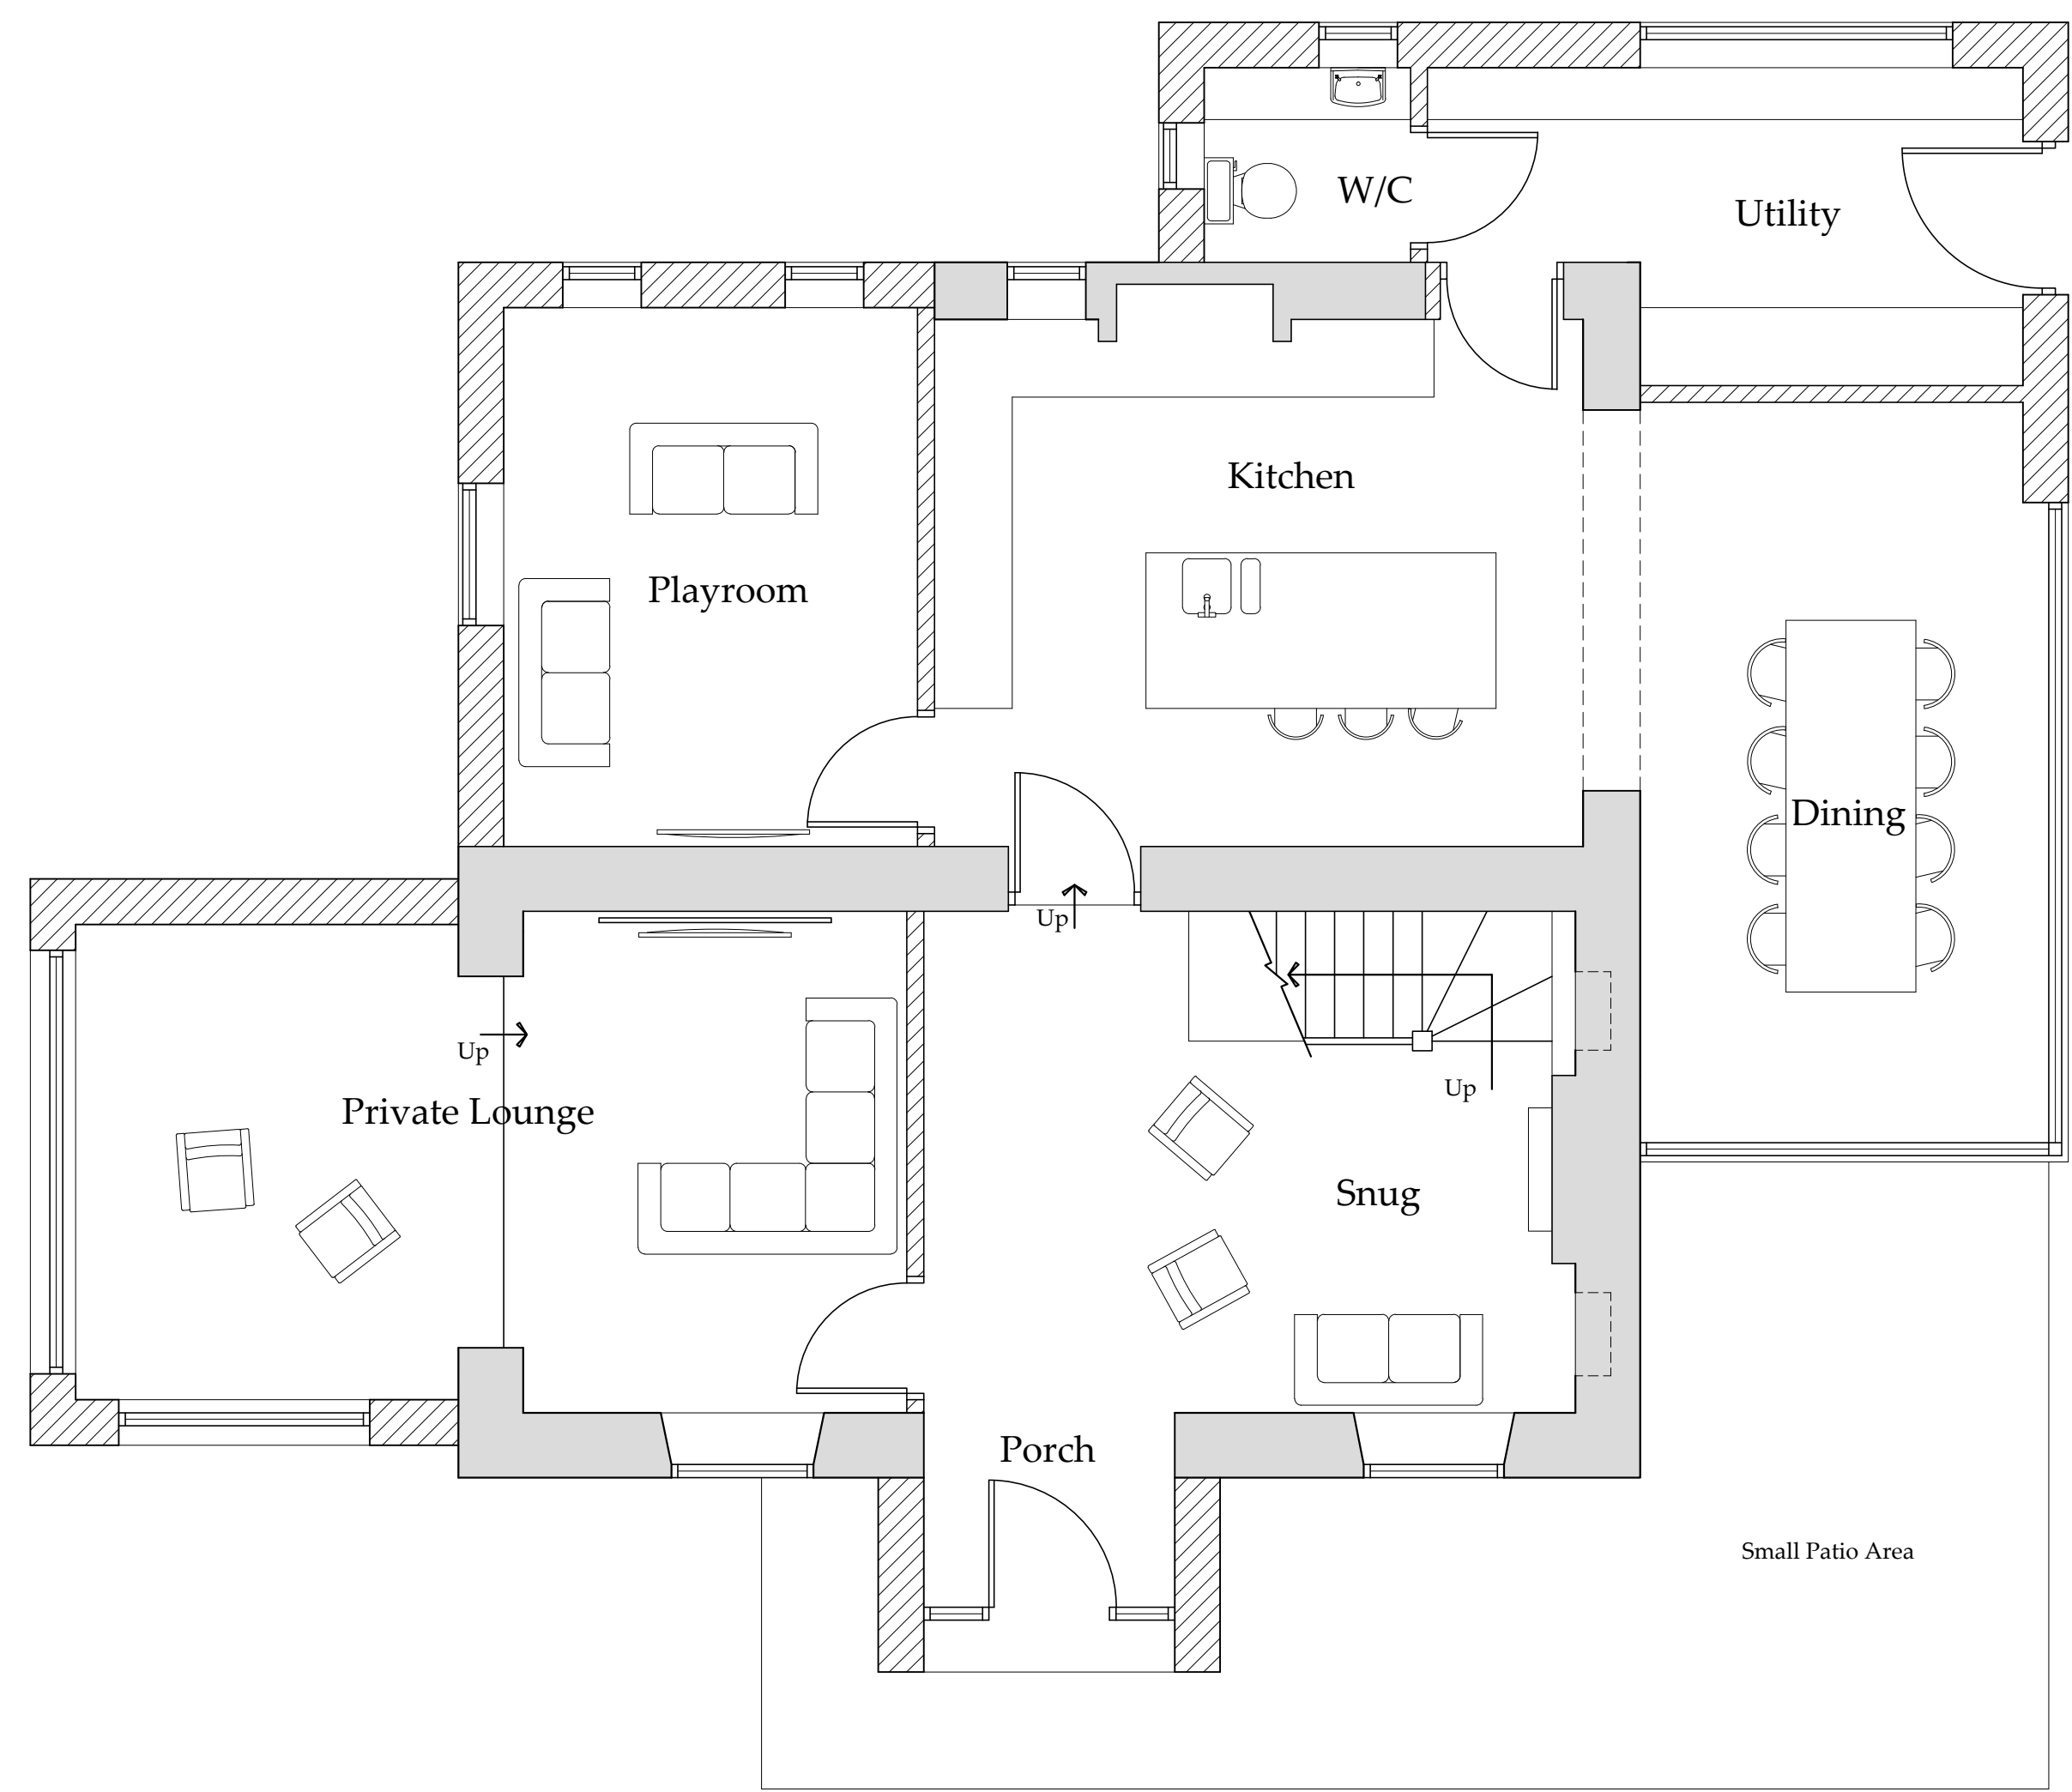 W/C
Utility
Kitchen
Playroom
Dining
Up
Up
Up
Private Lounge
Snug
Porch
Small Patio Area